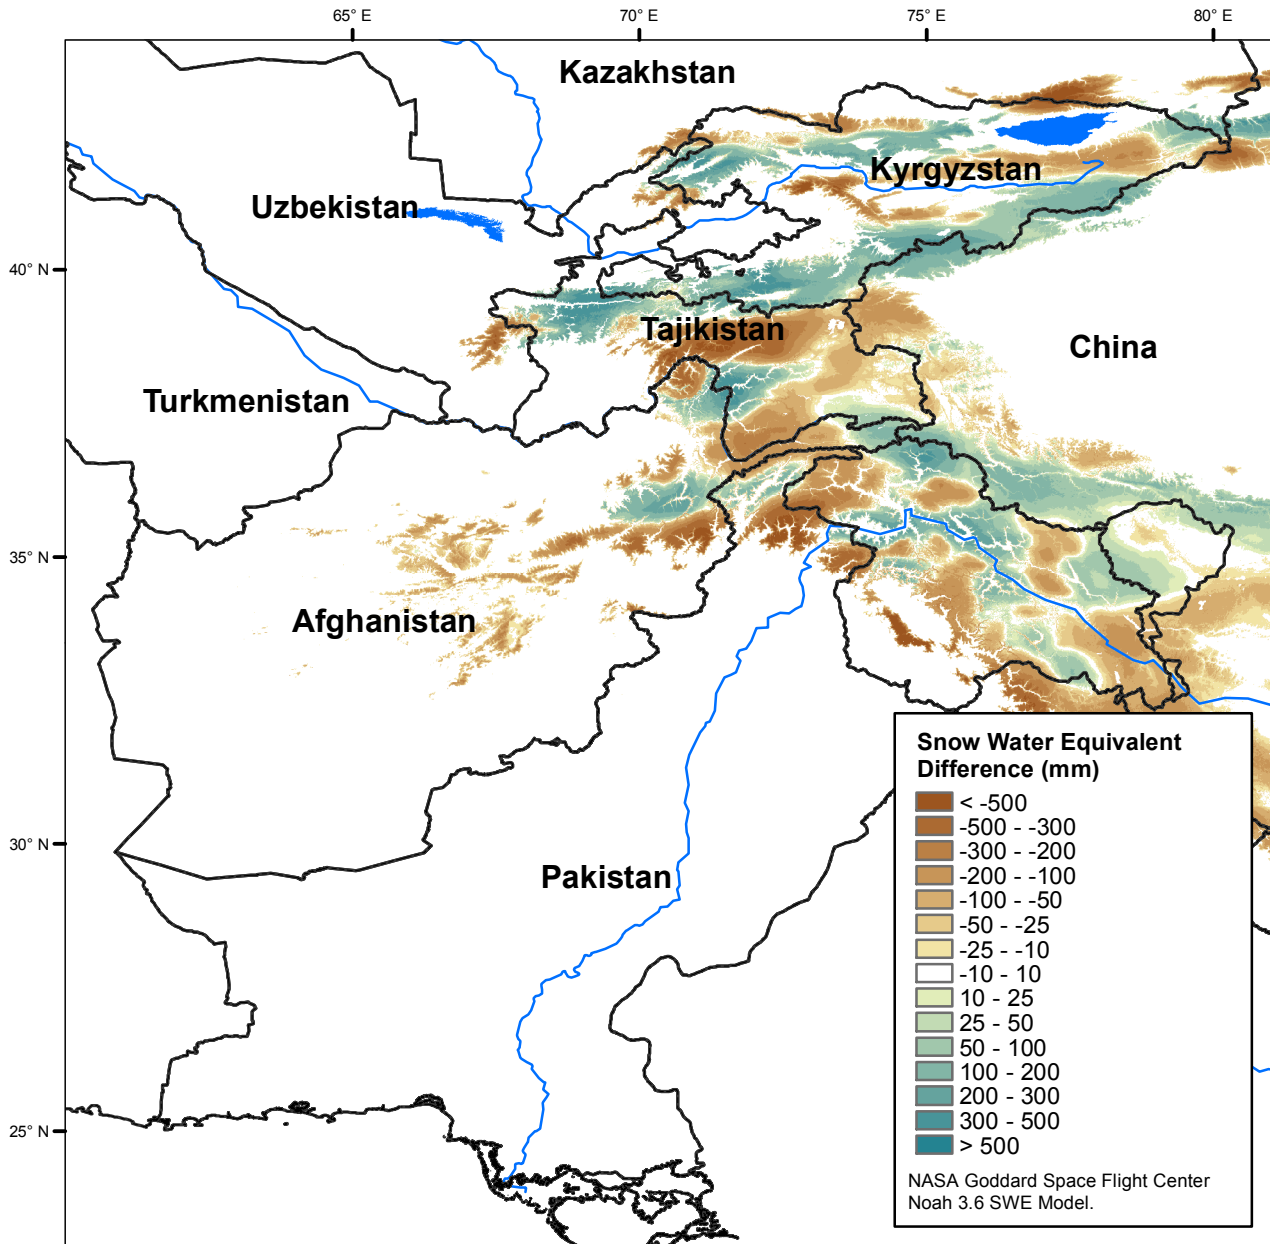 65° E
70° E
75° E
80° E
Kazakhstan
Kyrgyzstan
Uzbekistan
40° N
Tajikistan
China
Turkmenistan
35° N
Afghanistan
30° N
Pakistan
25° N
Snow Water Equivalent
Difference (mm)
< -500
-500 - -300
-300 - -200
-200 - -100
-100 - -50
-50 - -25
-25 - -10
-10 - 10
10 - 25
25 - 50
50 - 100
100 - 200
200 - 300
300 - 500
> 500
NASA Goddard Space Flight Center
Noah 3.6 SWE Model.